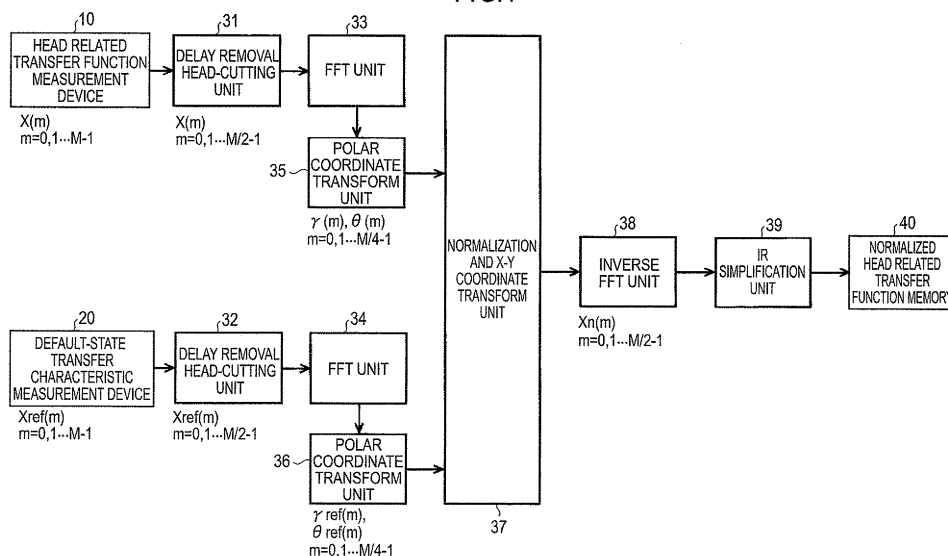 10
HEAD RELATED
TRANSFER FUNCTION
MEASUREMENT
DEVICE
X(m)
m=0,1···M-1
31
DELAY REMOVAL
HEAD-CUTTING
UNIT
X(m)
m=0,1···M/2-1
33
FFT UNIT
35
POLAR
COORDINATE
TRANSFORM
UNIT
γ (m), θ (m)
m=0,1···M/4-1
20
DEFAULT-STATE
TRANSFER
CHARACTERISTIC
MEASUREMENT DEVICE
Xref(m)
m=0,1···M-1
32
DELAY REMOVAL
HEAD-CUTTING
UNIT
Xref(m)
m=0,1···M/2-1
34
FFT UNIT
36
POLAR
COORDINATE
TRANSFORM
UNIT
γ ref(m),
θ ref(m)
m=0,1···M/4-1
NORMALIZATION
AND X-Y
COORDINATE
TRANSFORM
UNIT
37
38
INVERSE
FFT UNIT
Xn(m)
m=0,1···M/2-1
39
IR
SIMPLIFICATION
UNIT
40
NORMALIZED
HEAD RELATED
TRANSFER
FUNCTION MEMORY